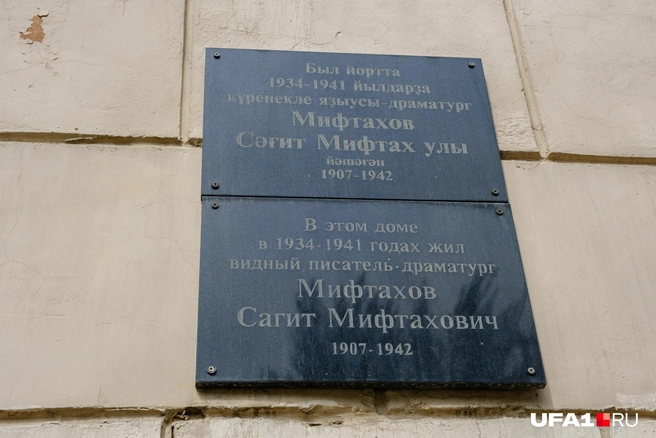 Был йортта
1934-1941 йылдарҙа
күренекле яҙыусы-драматург
Мифтахов
Сәғит Мифтах улы
йәшәгән
1907-1942
В этом доме
в 1934-1941 годах жил
видный писатель-драматург
Мифтахов
Сагит Мифтахович
1907-1942
UFA1.RU